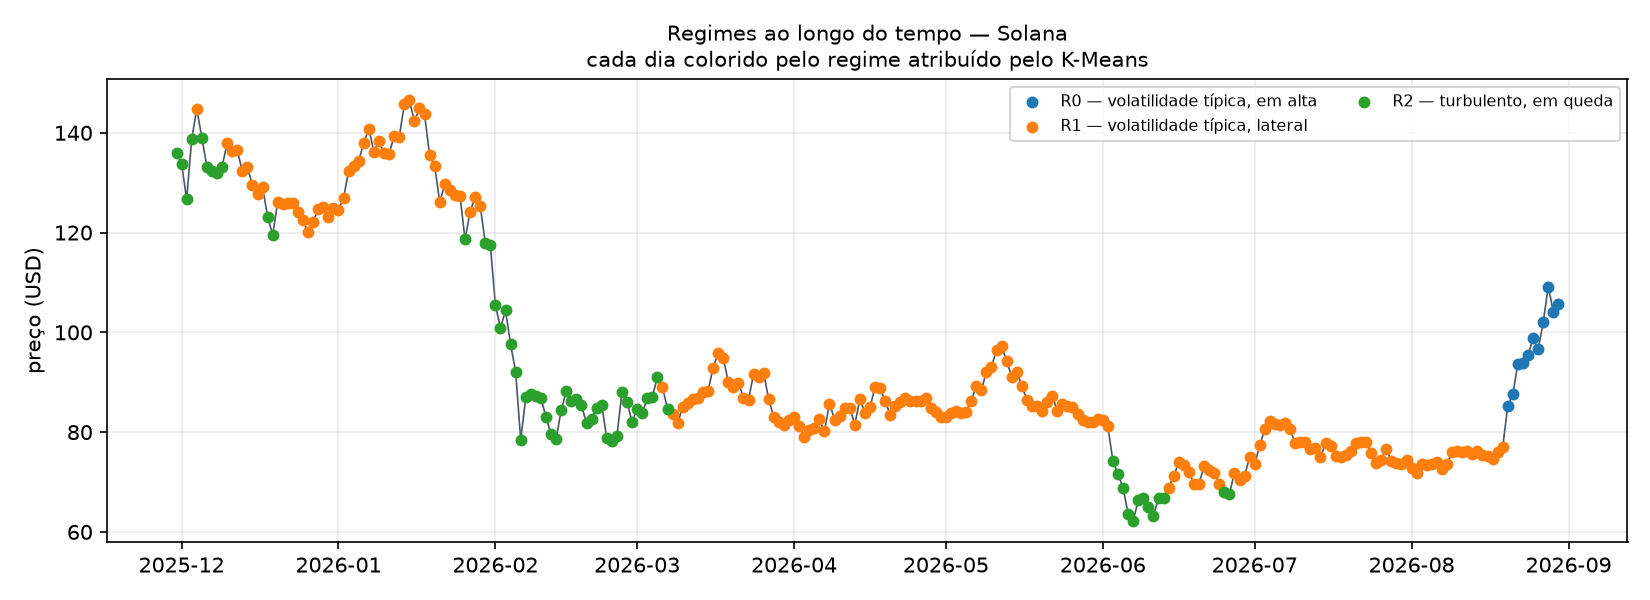 Regimes ao longo do tempo — Solana
cada dia colorido pelo regime atribuído pelo K-Means
R0 — volatilidade típica, em alta
R1 — volatilidade típica, lateral
R2 — turbulento, em queda
preço (USD)
140
120
100
80
60
2025-12
2026-01
2026-02
2026-03
2026-04
2026-05
2026-06
2026-07
2026-08
2026-09